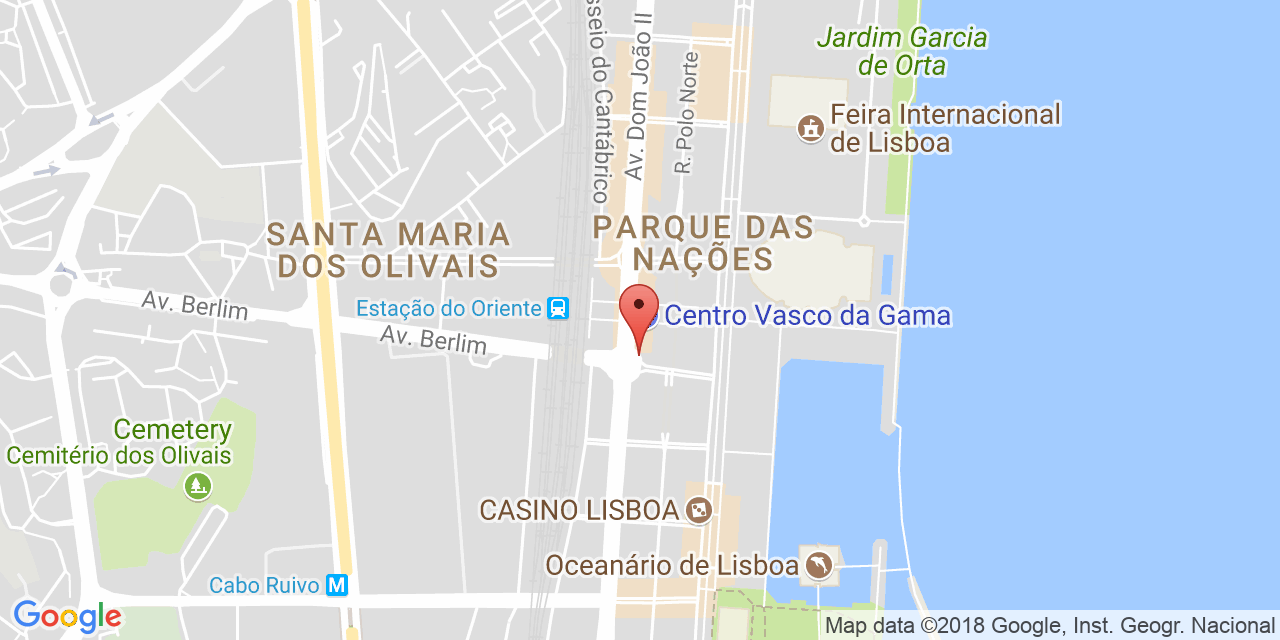 Jardim Garcia
de Orta
sseio do Cantábrico
Av. Dom João II
R. Polo Norte
Feira Internacional
de Lisboa
SANTA MARIA
DOS OLIVAIS
PARQUE DAS
NAÇÕES
Av. Berlim
Estação do Oriente
Centro Vasco da Gama
Av. Berlim
Cemetery
Cemitério dos Olivais
CASINO LISBOA
Oceanário de Lisboa
Cabo Ruivo M
Google
Map data ©2018 Google, Inst. Geogr. Nacional